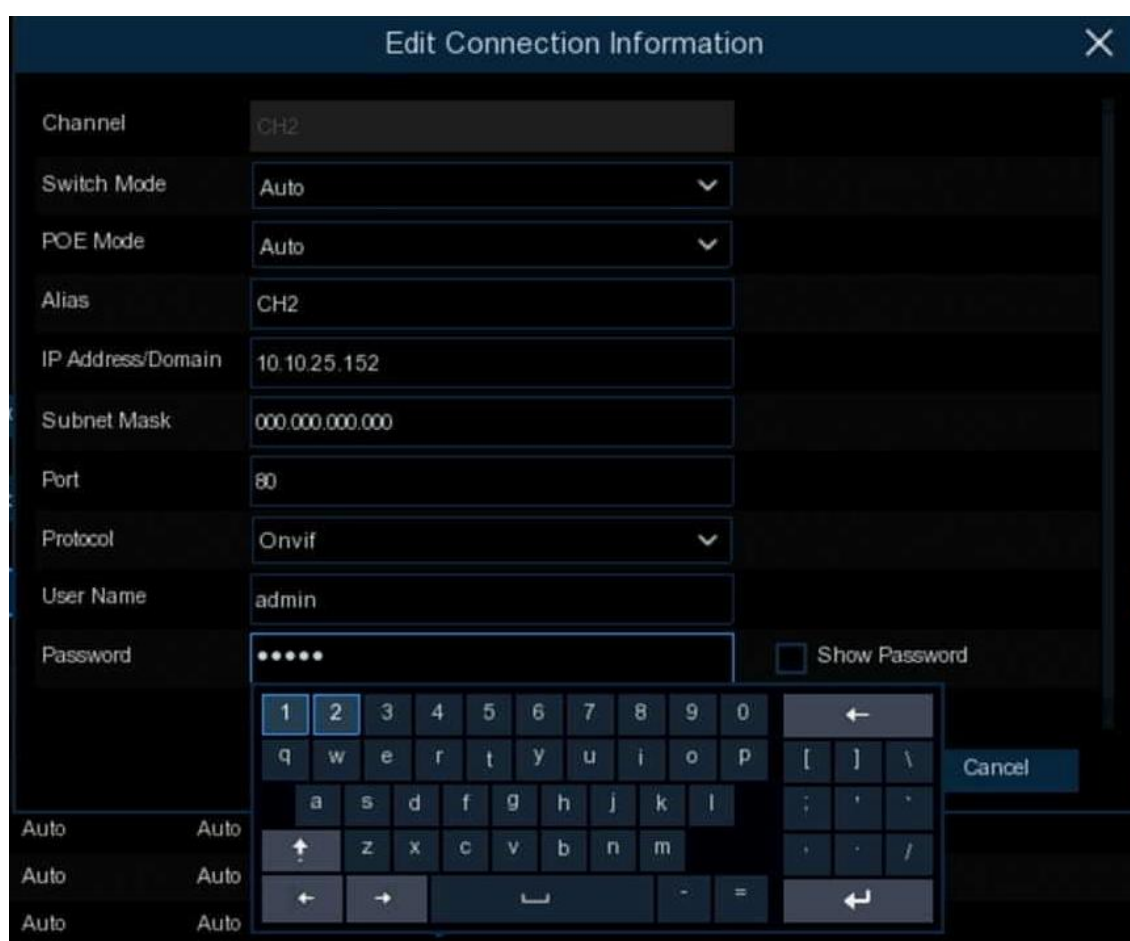 Edit Connection Information
Channel CH2
Switch Mode Auto
POE Mode Auto
Alias CH2
IP Address/Domain 10.10.25.152
Subnet Mask 000.000.000.000
Port 80
Protocol Onvif
User Name admin
Password ••••• Show Password
1 2 3 4 5 6 7 8 9 0 ←
q w e r t y u i o p [ ] \
Cancel
a s d f g h j k l ; ' `
Auto Auto
z x c v b n m , . /
Auto Auto
← → - =
Auto Auto